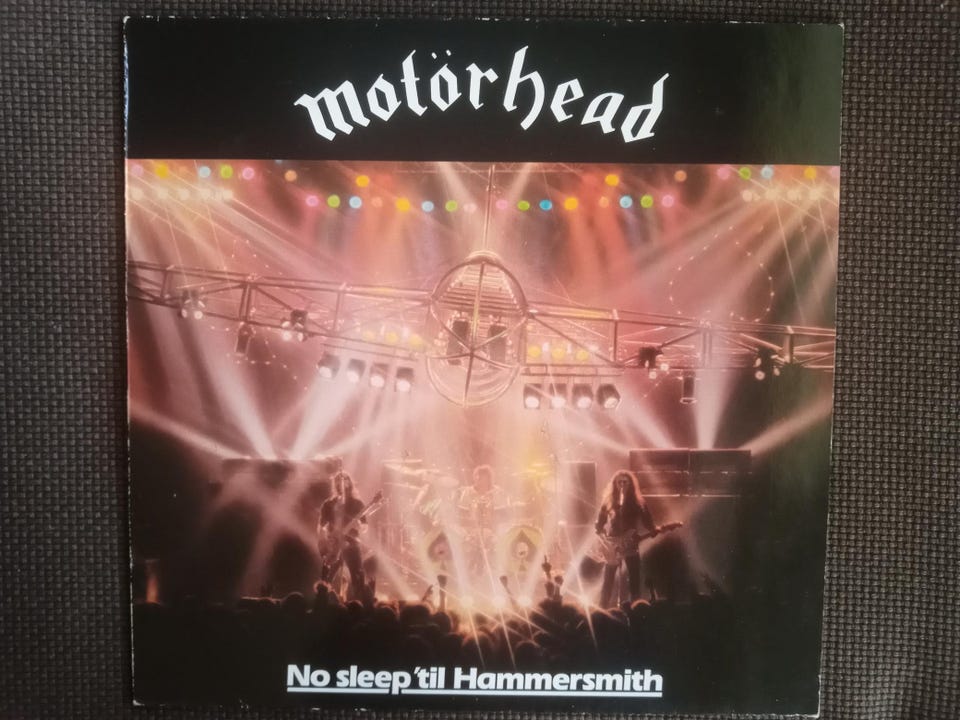 motörhead
No sleep 'til Hammersmith